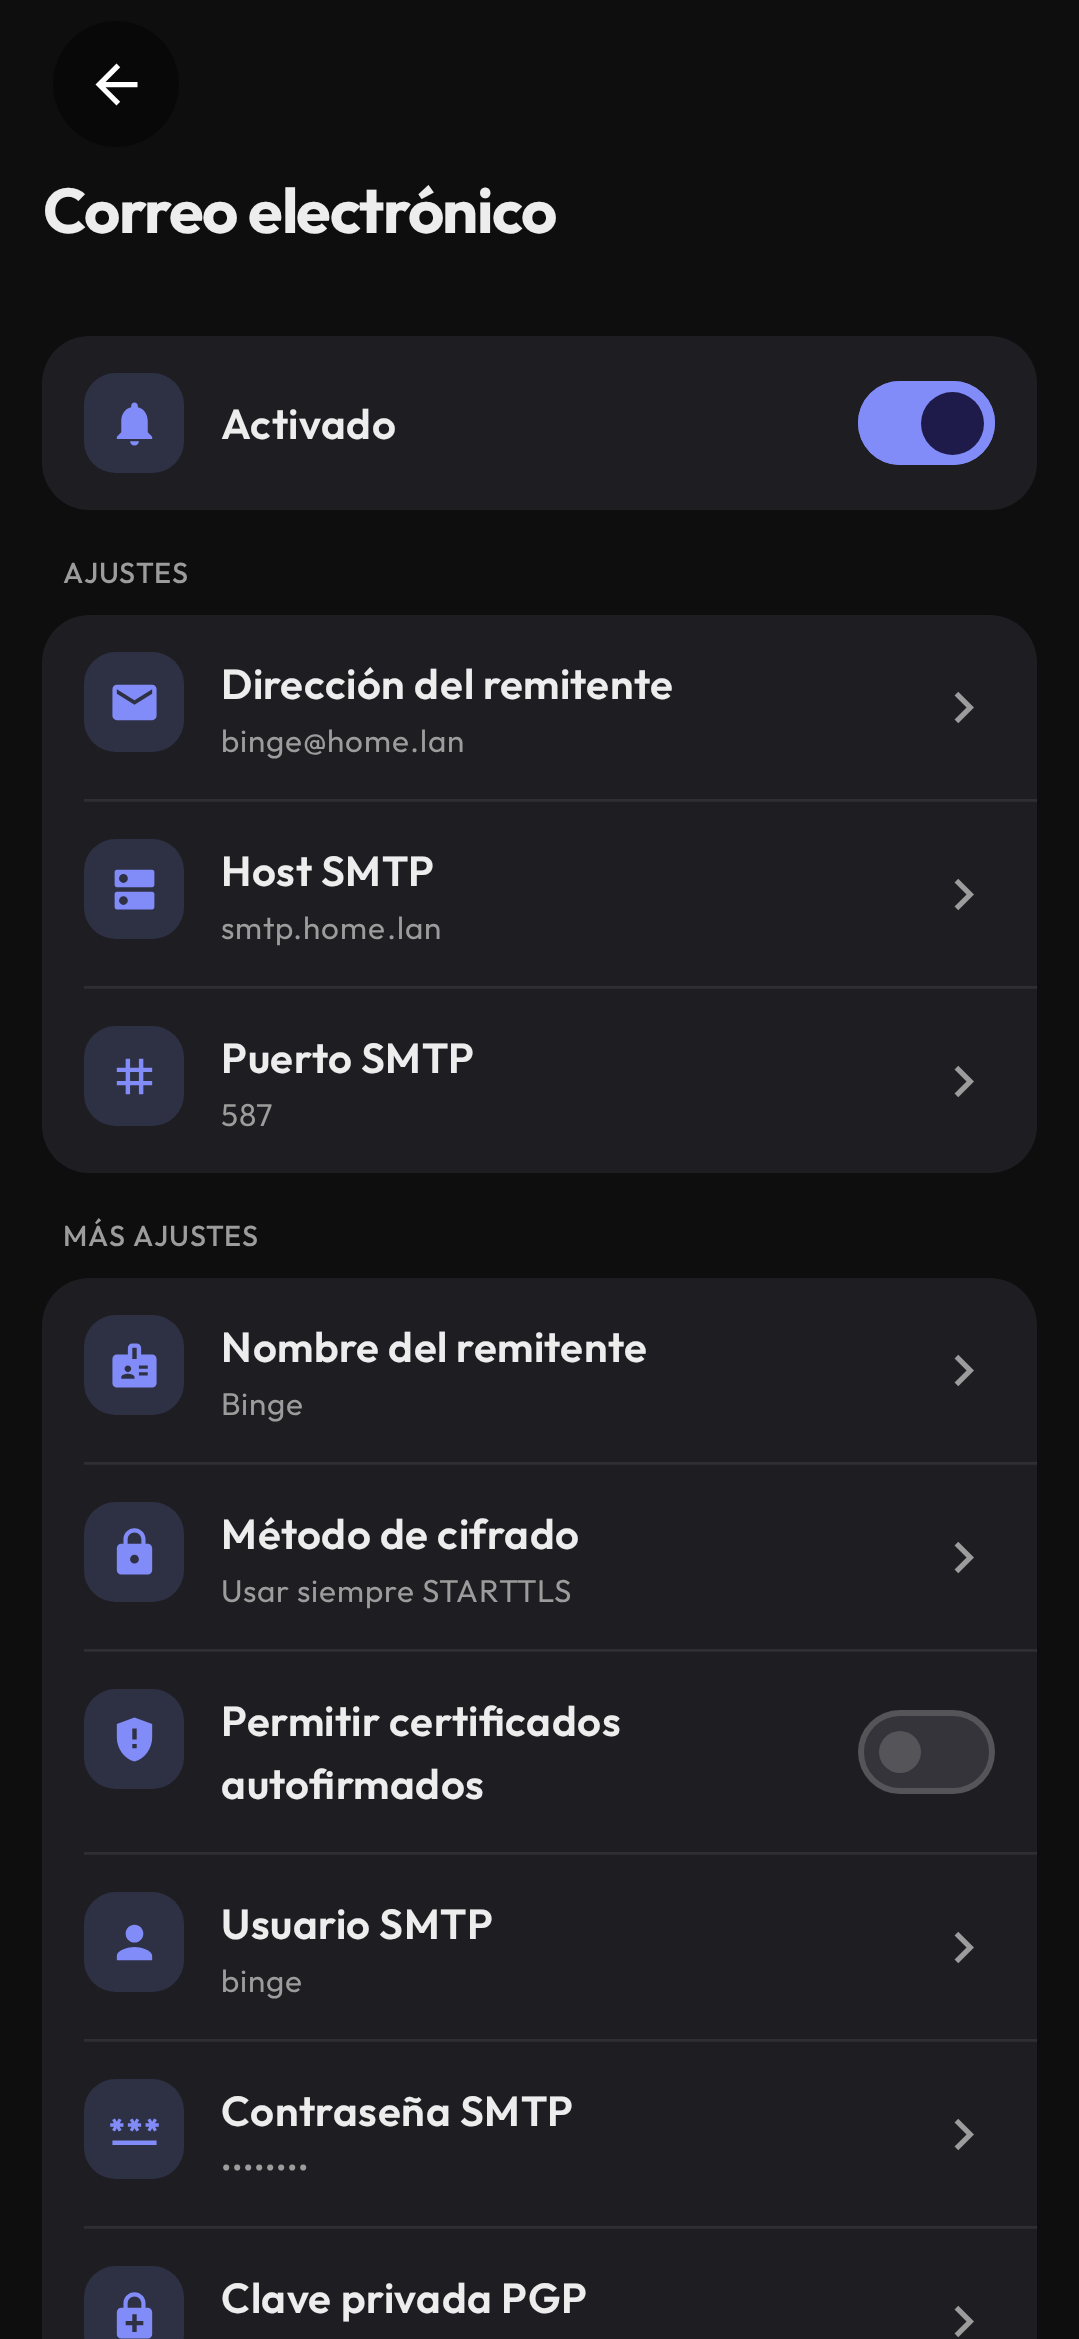 Correo electrónico
Activado
AJUSTES
Dirección del remitente
binge@home.lan
Host SMTP
smtp.home.lan
Puerto SMTP
587
MÁS AJUSTES
Nombre del remitente
Binge
Método de cifrado
Usar siempre STARTTLS
Permitir certificados
autofirmados
Usuario SMTP
binge
Contraseña SMTP
••••••••
Clave privada PGP